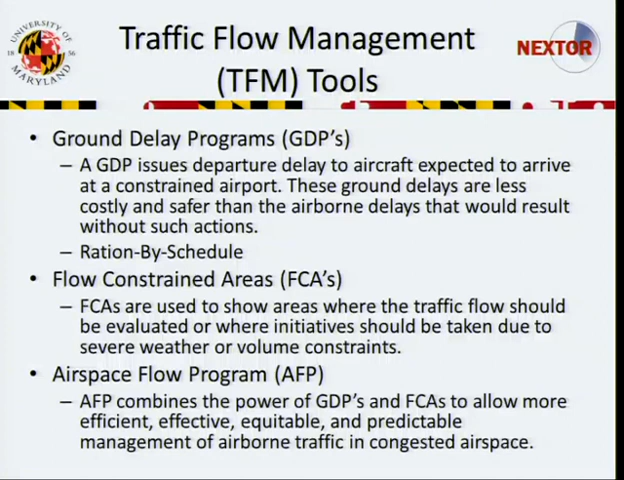 UNIVERSITY OF
18 56
MARYLAND
Traffic Flow Management
(TFM) Tools
NEXTOR
• Ground Delay Programs (GDP's)
– A GDP issues departure delay to aircraft expected to arrive
at a constrained airport. These ground delays are less
costly and safer than the airborne delays that would result
without such actions.
– Ration-By-Schedule
• Flow Constrained Areas (FCA's)
– FCAs are used to show areas where the traffic flow should
be evaluated or where initiatives should be taken due to
severe weather or volume constraints.
• Airspace Flow Program (AFP)
– AFP combines the power of GDP's and FCAs to allow more
efficient, effective, equitable, and predictable
management of airborne traffic in congested airspace.